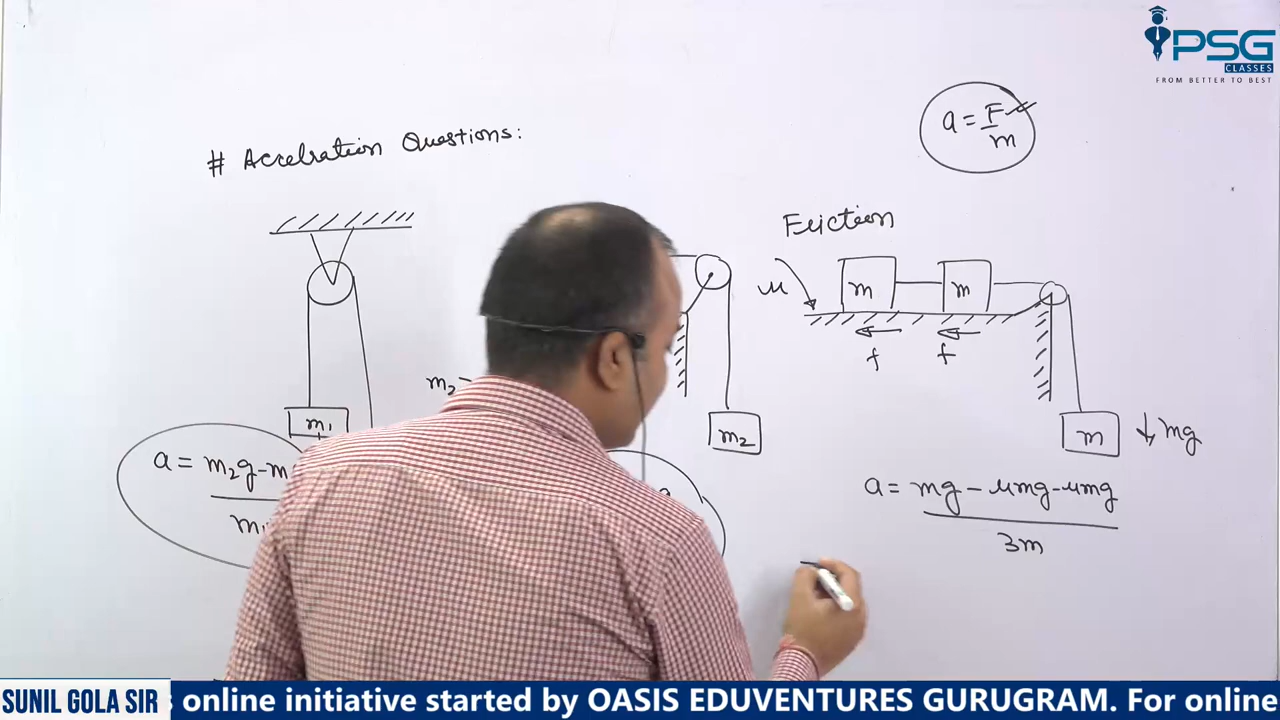 PSG
CLASSES
FROM BETTER TO BEST
# Accelration Questions:
a = F/m
Friction
μ
m
m
f
f
m₂
m₁
m₂
m
mg
a = m₂g - m
m₁
a = mg - μmg - μmg
3m
SUNIL GOLA SIR
online initiative started by OASIS EDUVENTURES GURUGRAM. For online